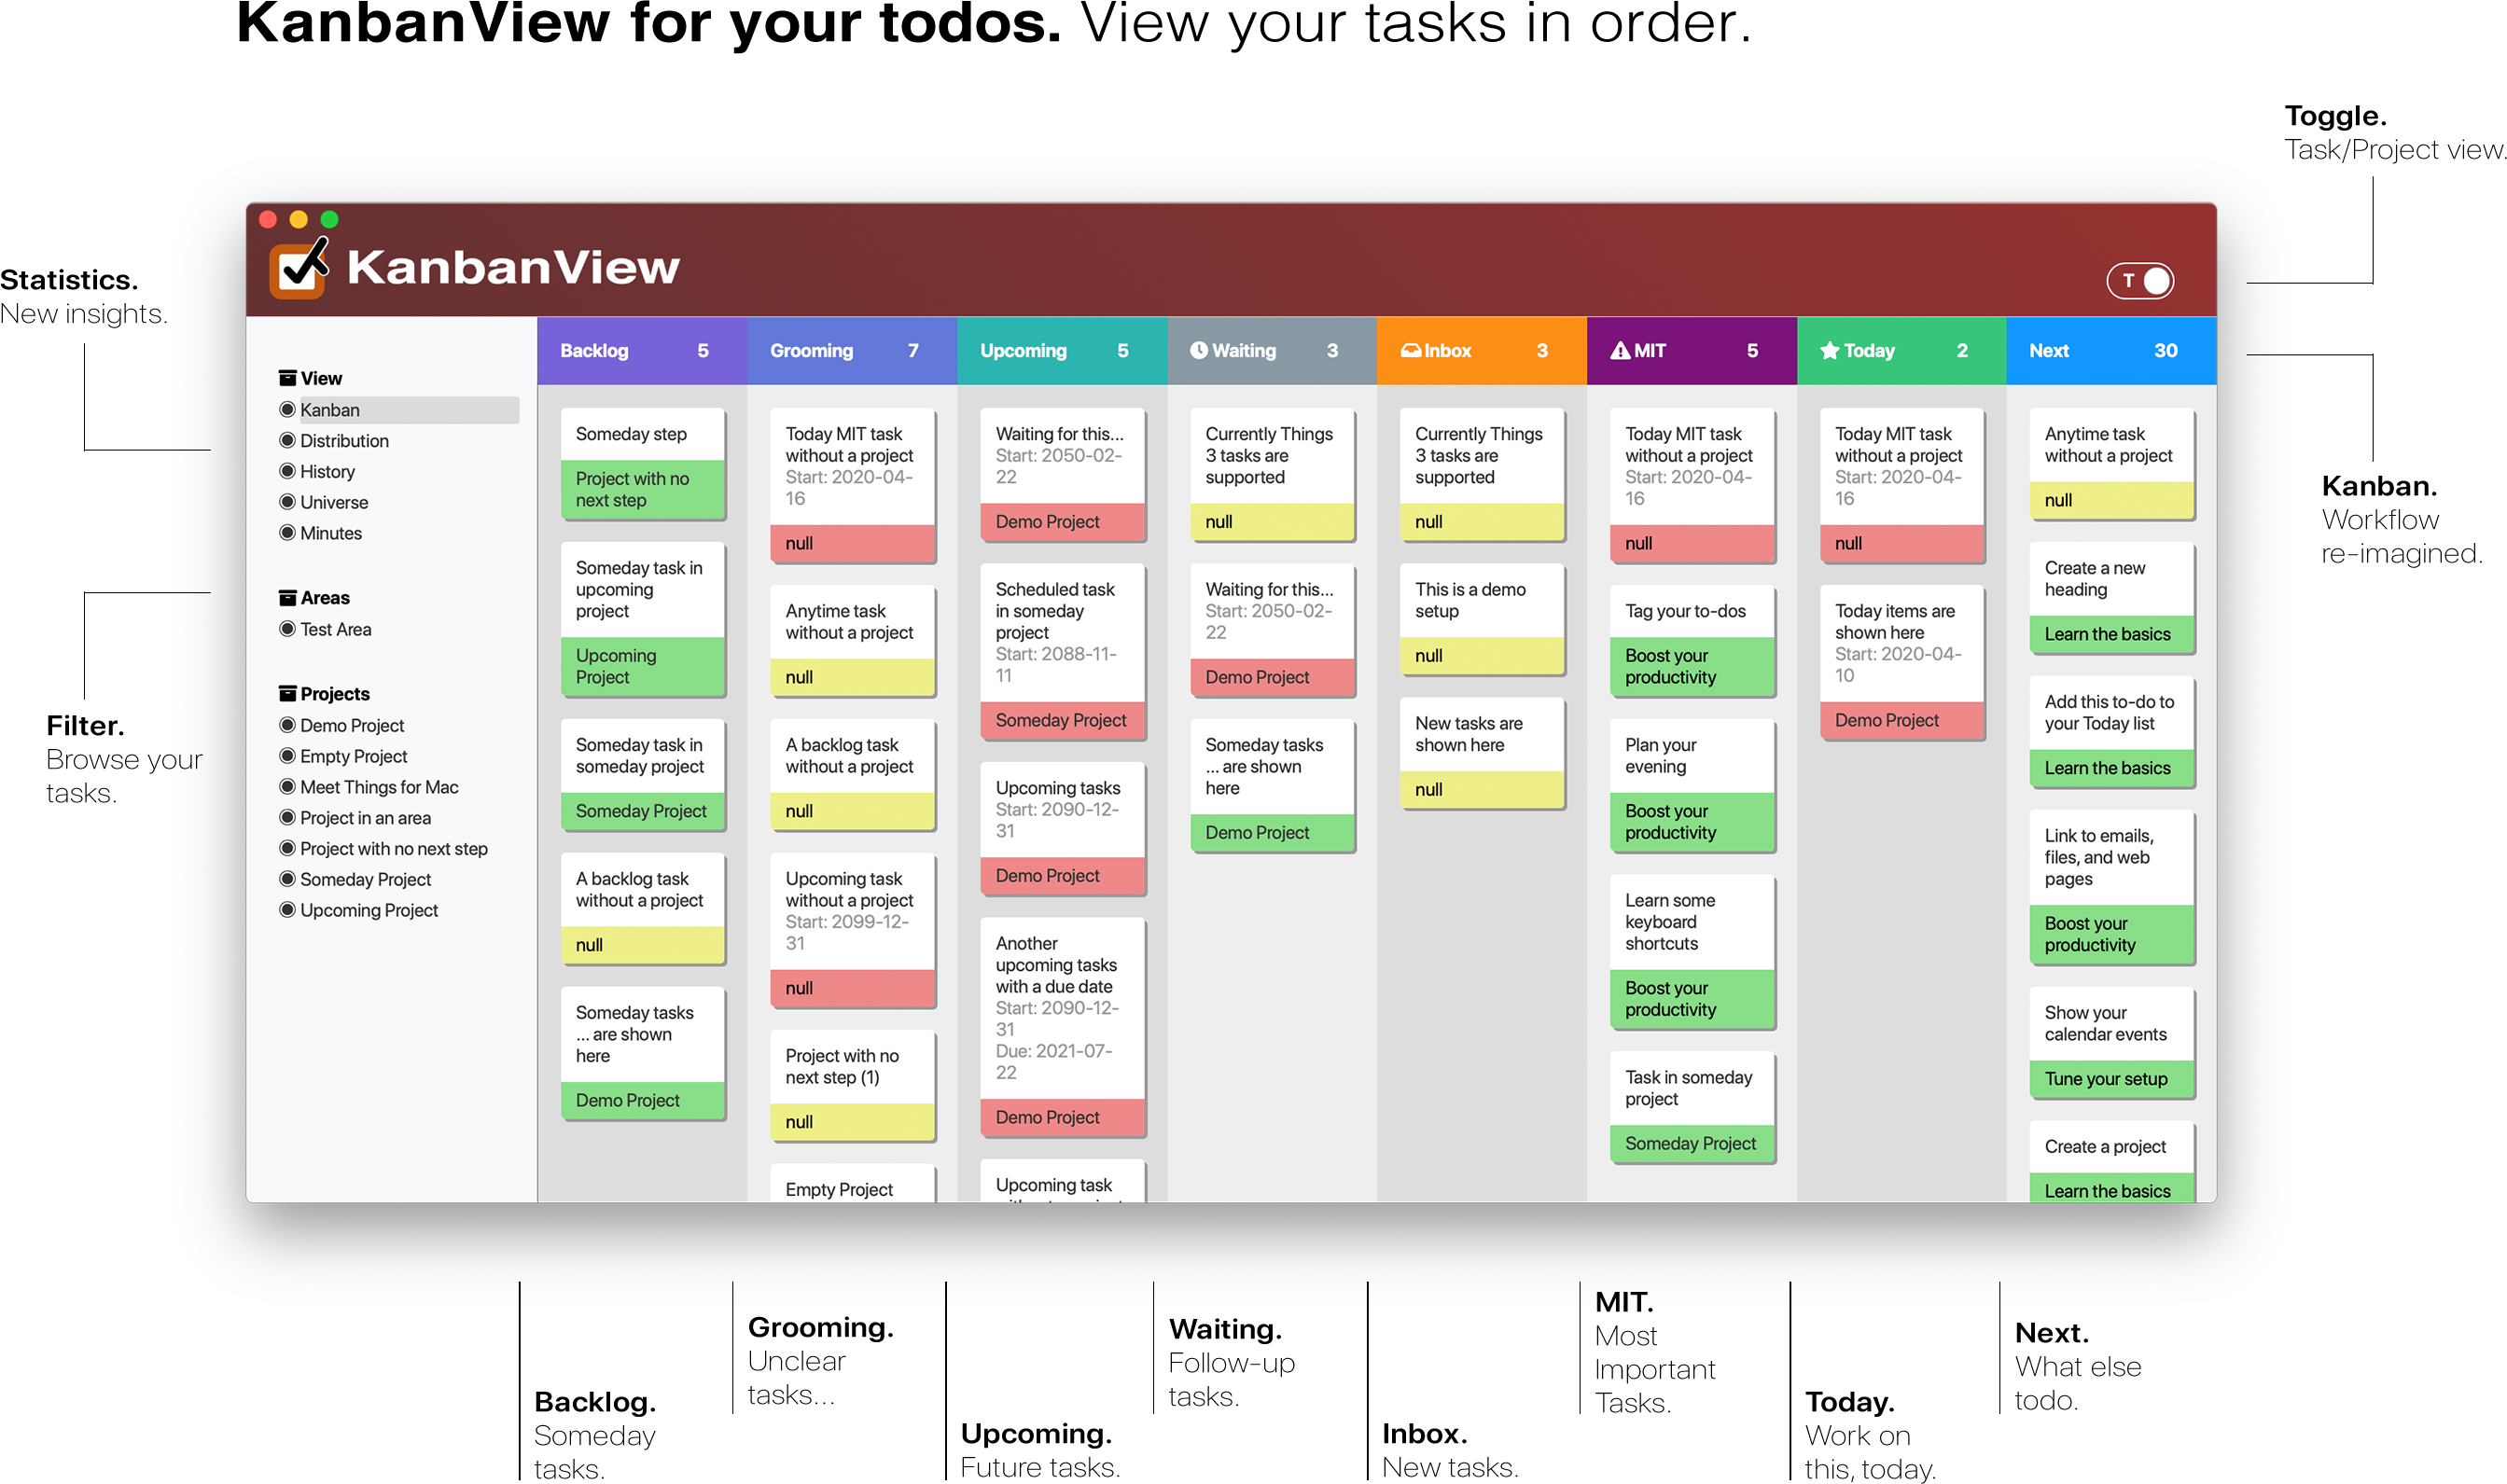 KanbanView for your todos. View your tasks in order.
Toggle.
Task/Project view.
Statistics.
New insights.
Filter.
Browse your
tasks.
Kanban.
Workflow
re-imagined.
KanbanView
T
View
Kanban
Distribution
History
Universe
Minutes
Areas
Test Area
Projects
Demo Project
Empty Project
Meet Things for Mac
Project in an area
Project with no next step
Someday Project
Upcoming Project
Backlog 5
Someday step
Project with no
next step
Someday task in
upcoming
project
Upcoming
Project
Someday task in
someday project
Someday Project
A backlog task
without a project
null
Someday tasks
... are shown
here
Demo Project
Grooming 7
Today MIT task
without a project
Start: 2020-04-
16
null
Anytime task
without a project
null
A backlog task
without a project
null
Upcoming task
without a project
Start: 2099-12-
31
null
Project with no
next step (1)
null
Empty Project
Upcoming 5
Waiting for this...
Start: 2050-02-
22
Demo Project
Scheduled task
in someday
project
Start: 2088-11-
11
Someday Project
Upcoming tasks
Start: 2090-12-
31
Demo Project
Another
upcoming tasks
with a due date
Start: 2090-12-
31
Due: 2021-07-
22
Demo Project
Upcoming task
Waiting 3
Currently Things
3 tasks are
supported
null
Waiting for this...
Start: 2050-02-
22
Demo Project
Someday tasks
... are shown
here
Demo Project
Inbox 3
Currently Things
3 tasks are
supported
null
This is a demo
setup
null
New tasks are
shown here
null
MIT 5
Today MIT task
without a project
Start: 2020-04-
16
null
Tag your to-dos
Boost your
productivity
Plan your
evening
Boost your
productivity
Learn some
keyboard
shortcuts
Boost your
productivity
Task in someday
project
Someday Project
Today 2
Today MIT task
without a project
Start: 2020-04-
16
null
Today items are
shown here
Start: 2020-04-
10
Demo Project
Next 30
Anytime task
without a project
null
Create a new
heading
Learn the basics
Add this to-do to
your Today list
Learn the basics
Link to emails,
files, and web
pages
Boost your
productivity
Show your
calendar events
Tune your setup
Create a project
Learn the basics
Backlog.
Someday
tasks.
Grooming.
Unclear
tasks...
Upcoming.
Future tasks.
Waiting.
Follow-up
tasks.
Inbox.
New tasks.
MIT.
Most
Important
Tasks.
Today.
Work on
this, today.
Next.
What else
todo.